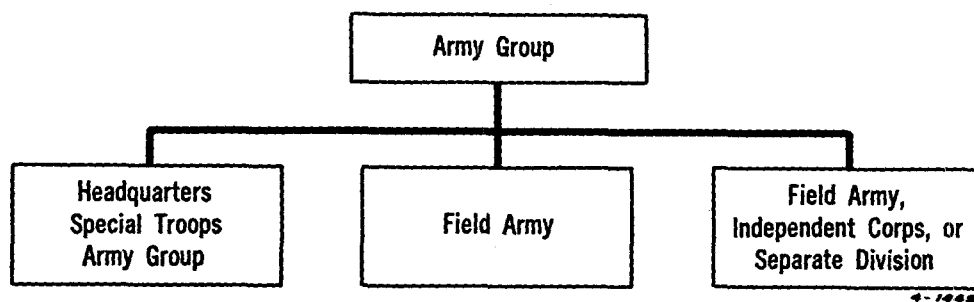 Army Group
Headquarters
Special Troops
Army Group
Field Army
Field Army,
Independent Corps, or
Separate Division